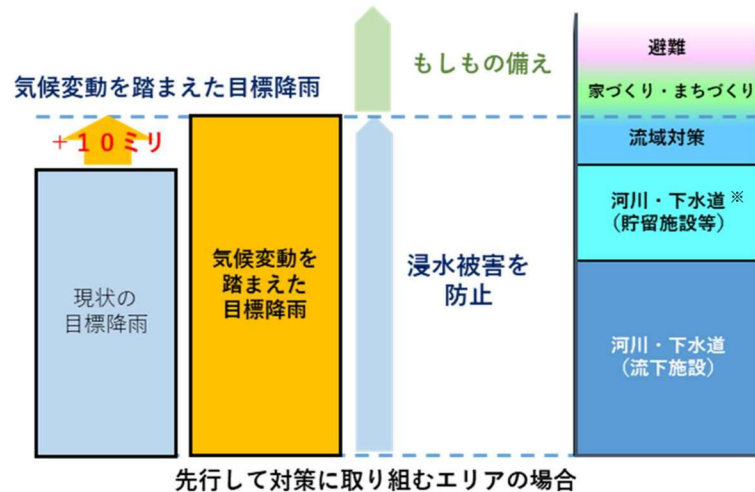 気候変動を踏まえた目標降雨
+10ミリ
現状の
目標降雨
気候変動を
踏まえた
目標降雨
もしもの備え
浸水被害を
防止
避難
家づくり・まちづくり
流域対策
河川・下水道※
（貯留施設等）
河川・下水道
（流下施設）
先行して対策に取り組むエリアの場合